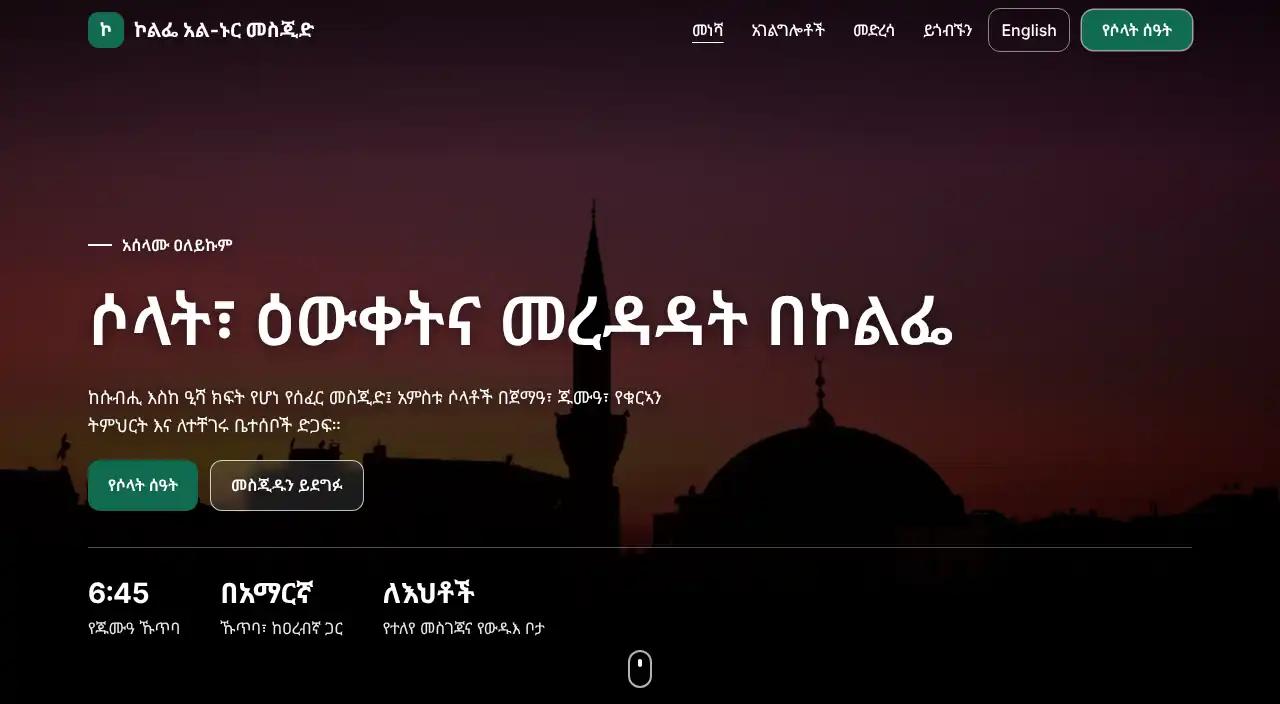 ኮ
ኮልፌ አል-ኑር መስጂድ
መነሻ
አገልግሎቶች
መድረሳ
ይጎብኙን
English
የሶላት ሰዓት
አሰላሙ ዐለይኩም
ሶላት፣ ዕውቀትና መረዳዳት በኮልፌ
ከሱብሒ እስከ ዒሻ ክፍት የሆነ የሰፈር መስጂድ፤ አምስቱ ሶላቶች በጀማዓ፣ ጁሙዓ፣ የቁርኣን
ትምህርት እና ለተቸገሩ ቤተሰቦች ድጋፍ።
የሶላት ሰዓት
መስጂዱን ይደግፉ
6:45
የጁሙዓ ኹጥባ
በአማርኛ
ኹጥባ፣ ከዐረብኛ ጋር
ለእህቶች
የተለየ መስገጃና የውዱእ ቦታ